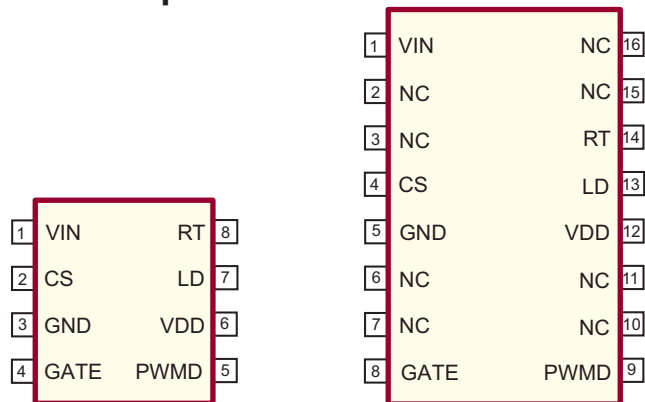 1 VIN RT 8
2 CS LD 7
3 GND VDD 6
4 GATE PWMD 5
1 VIN NC 16
2 NC NC 15
3 NC RT 14
4 CS LD 13
5 GND VDD 12
6 NC NC 11
7 NC NC 10
8 GATE PWMD 9